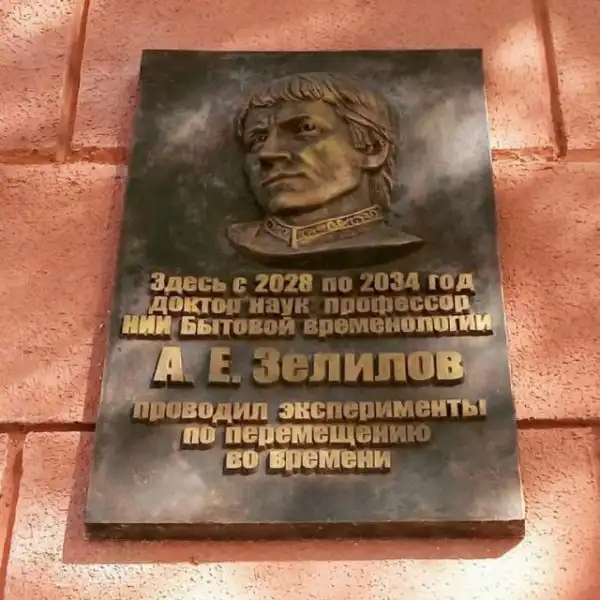 Здесь с 2028 по 2034 год
доктор наук профессор
НИИ Бытовой временологии
А. Е. Зелилов
проводил эксперименты
по перемещению
во времени